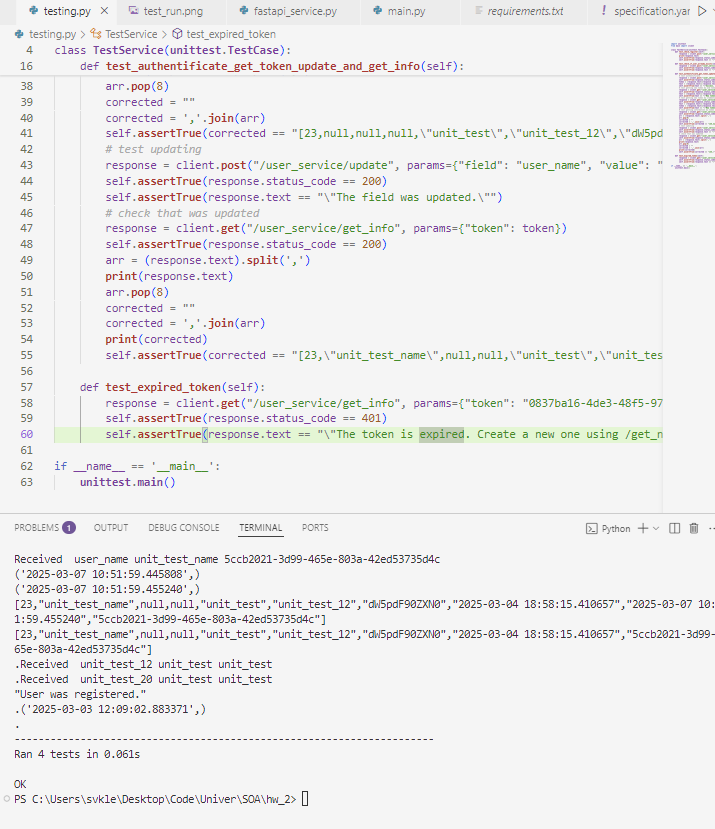 testing.py
test_run.png
fastapi_service.py
main.py
requirements.txt
specification.yar
testing.py > TestService > test_expired_token
4 class TestService(unittest.TestCase):
16 def test_authentificate_get_token_update_and_get_info(self):
38 arr.pop(8)
39 corrected = ""
40 corrected = ','.join(arr)
41 self.assertTrue(corrected == "[23,null,null,null,\"unit_test\",\"unit_test_12\",\"dW5pd
42 # test updating
43 response = client.post("/user_service/update", params={"field": "user_name", "value": "
44 self.assertTrue(response.status_code == 200)
45 self.assertTrue(response.text == "\"The field was updated.\"")
46 # check that was updated
47 response = client.get("/user_service/get_info", params={"token": token})
48 self.assertTrue(response.status_code == 200)
49 arr = (response.text).split(',')
50 print(response.text)
51 arr.pop(8)
52 corrected = ""
53 corrected = ','.join(arr)
54 print(corrected)
55 self.assertTrue(corrected == "[23,\"unit_test_name\",null,null,\"unit_test\",\"unit_tes
56
57 def test_expired_token(self):
58 response = client.get("/user_service/get_info", params={"token": "0837ba16-4de3-48f5-97
59 self.assertTrue(response.status_code == 401)
60 self.assertTrue(response.text == "\"The token is expired. Create a new one using /get_n
61
62 if __name__ == '__main__':
63 unittest.main()
PROBLEMS 1 OUTPUT DEBUG CONSOLE TERMINAL PORTS Python
Received  user_name unit_test_name 5ccb2021-3d99-465e-803a-42ed53735d4c
('2025-03-07 10:51:59.445808',)
('2025-03-07 10:51:59.455240',)
[23,"unit_test_name",null,null,"unit_test","unit_test_12","dW5pdF90ZXN0","2025-03-04 18:58:15.410657","2025-03-07 10:
1:59.455240","5ccb2021-3d99-465e-803a-42ed53735d4c"]
[23,"unit_test_name",null,null,"unit_test","unit_test_12","dW5pdF90ZXN0","2025-03-04 18:58:15.410657","5ccb2021-3d99-
65e-803a-42ed53735d4c"]
.Received  unit_test_12 unit_test unit_test
.Received  unit_test_20 unit_test unit_test
"User was registered."
.('2025-03-03 12:09:02.883371',)
.
----------------------------------------------------------------------
Ran 4 tests in 0.061s
OK
PS C:\Users\svkle\Desktop\Code\Univer\SOA\hw_2>